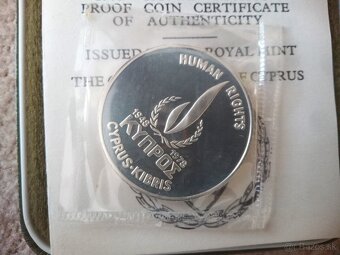 PROOF COIN CERTIFICATE
OF AUTHENTICITY
ISSUED ROYAL MINT
THE CYPRUS
HUMAN RIGHTS
1948 1978
ΚΥΠΡΟΣ
CYPRUS-KIBRIS